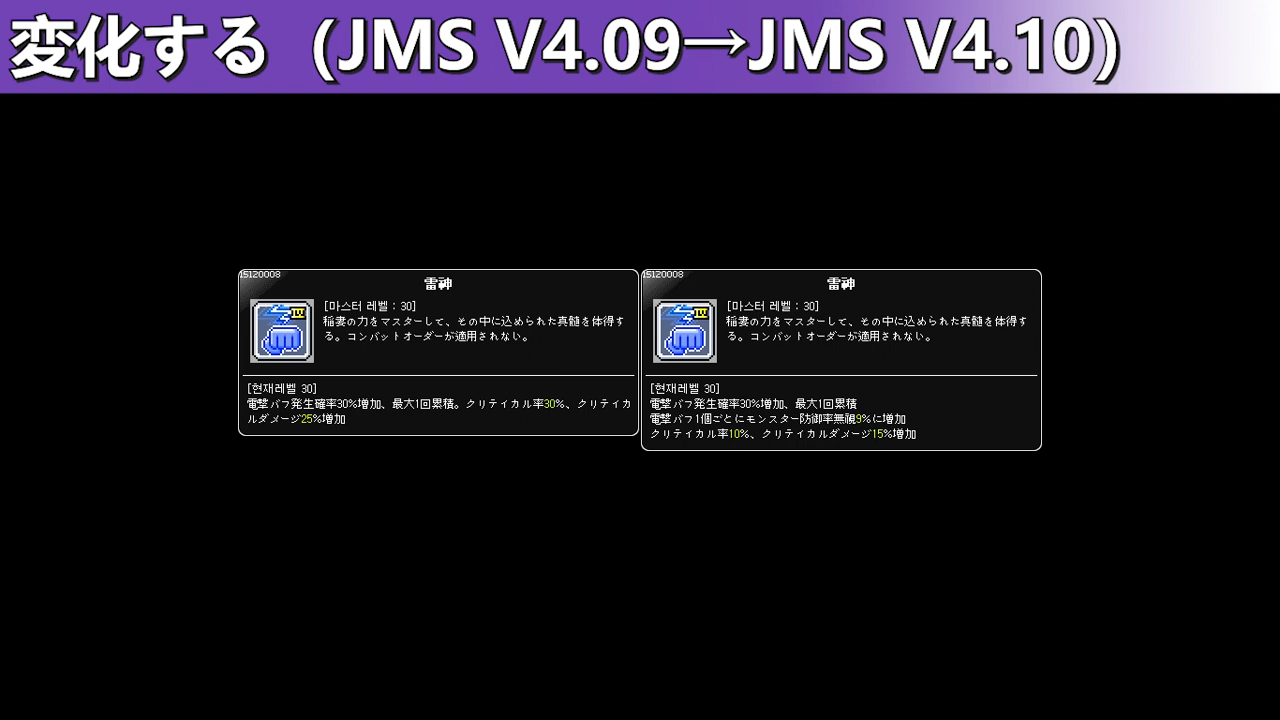 変化する（JMS V4.09→JMS V4.10）
15120008
雷神
[마스터 레벨 : 30]
稲妻の力をマスターして、その中に込められた真髄を体得す
る。コンバットオーダーが適用されない。
[현재레벨 30]
電撃バフ発生確率30%増加、最大1回累積。クリティカル率30%、クリティカ
ルダメージ25%増加
15120008
雷神
[마스터 레벨 : 30]
稲妻の力をマスターして、その中に込められた真髄を体得す
る。コンバットオーダーが適用されない。
[현재레벨 30]
電撃バフ発生確率30%増加、最大1回累積
電撃バフ1個ごとにモンスター防御率無視9%に増加
クリティカル率10%、クリティカルダメージ15%増加